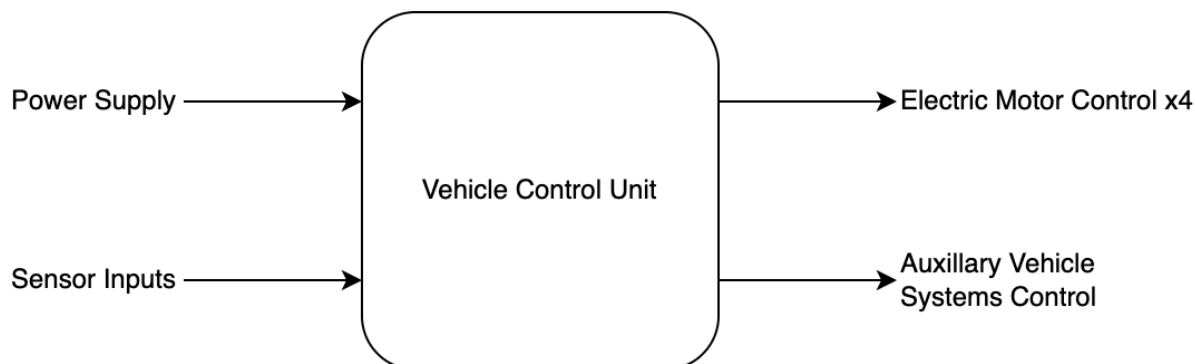 Power Supply
Electric Motor Control x4
Vehicle Control Unit
Sensor Inputs
Auxillary Vehicle
Systems Control